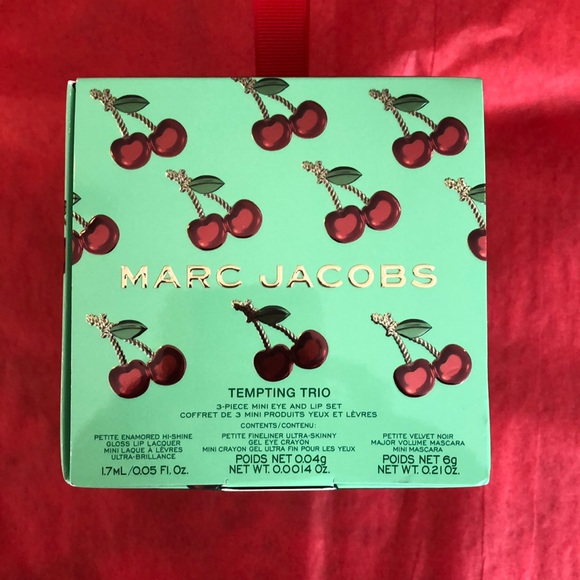 MARC JACOBS
TEMPTING TRIO
3-PIECE MINI EYE AND LIP SET
COFFRET DE 3 MINI PRODUITS YEUX ET LÈVRES
CONTENTS/CONTENU:
PETITE ENAMORED HI-SHINE
GLOSS LIP LACQUER
MINI LAQUE À LÈVRES
ULTRA-BRILLANCE
1.7mL/0.05 Fl. Oz.
PETITE FINELINER ULTRA-SKINNY
GEL EYE CRAYON
MINI CRAYON GEL ULTRA FIN POUR LES YEUX
POIDS NET 0.04g
NET WT. 0.0014 OZ.
PETITE VELVET NOIR
MAJOR VOLUME MASCARA
MINI MASCARA
POIDS NET 6g
NET WT. 0.21 OZ.